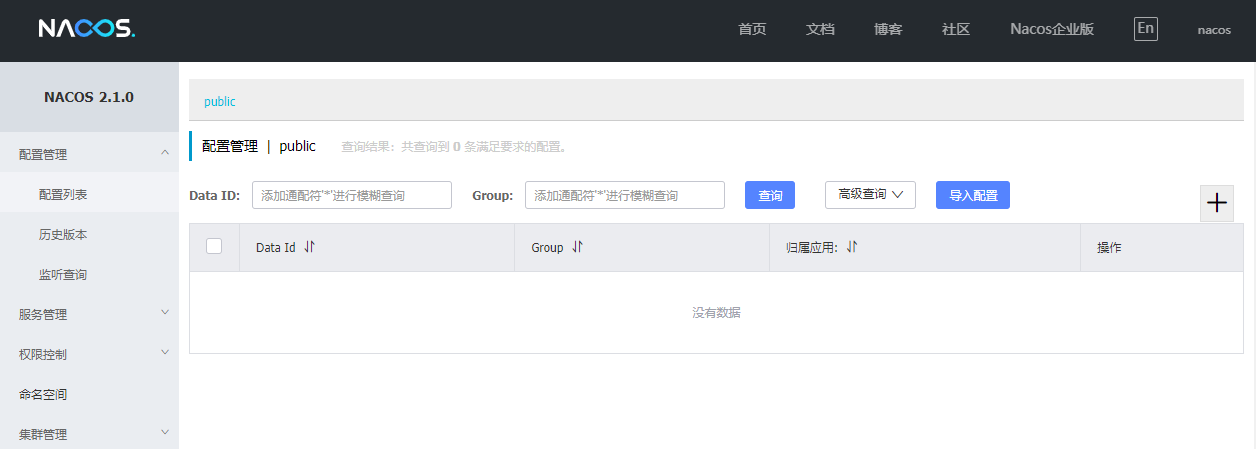 NACOS. 首页 文档 博客 社区 Nacos企业版 En nacos
NACOS 2.1.0
public
配置管理
配置管理 | public 查询结果：共查询到 0 条满足要求的配置。
配置列表
Data ID: 添加通配符'*'进行模糊查询 Group: 添加通配符'*'进行模糊查询 查询 高级查询 导入配置
历史版本
Data Id Group 归属应用: 操作
监听查询
服务管理
没有数据
权限控制
命名空间
集群管理